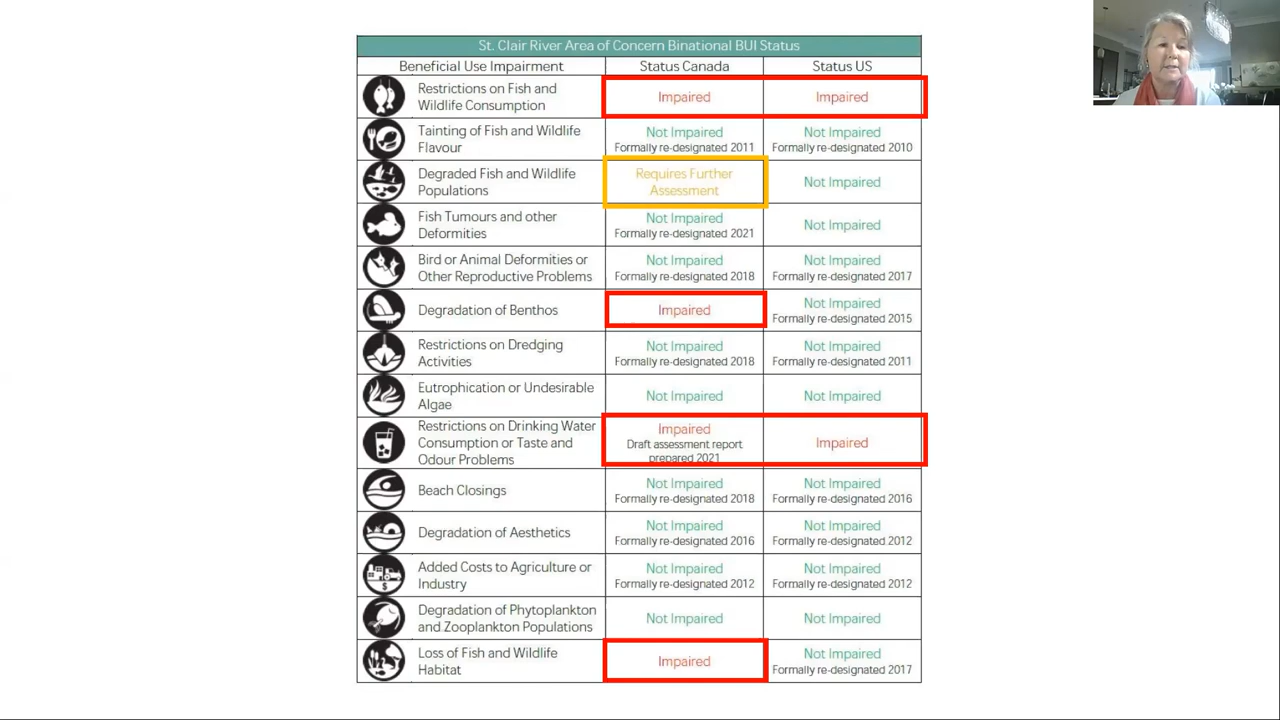 St. Clair River Area of Concern Binational BUI Status
Beneficial Use Impairment Status Canada Status US
Restrictions on Fish and
Wildlife Consumption
Impaired
Impaired
Tainting of Fish and Wildlife
Flavour
Not Impaired
Formally re-designated 2011
Not Impaired
Formally re-designated 2010
Degraded Fish and Wildlife
Populations
Requires Further
Assessment
Not Impaired
Fish Tumours and other
Deformities
Not Impaired
Formally re-designated 2021
Not Impaired
Bird or Animal Deformities or
Other Reproductive Problems
Not Impaired
Formally re-designated 2018
Not Impaired
Formally re-designated 2017
Degradation of Benthos
Impaired
Not Impaired
Formally re-designated 2015
Restrictions on Dredging
Activities
Not Impaired
Formally re-designated 2018
Not Impaired
Formally re-designated 2011
Eutrophication or Undesirable
Algae
Not Impaired
Not Impaired
Restrictions on Drinking Water
Consumption or Taste and
Odour Problems
Impaired
Draft assessment report
prepared 2021
Impaired
Beach Closings
Not Impaired
Formally re-designated 2018
Not Impaired
Formally re-designated 2016
Degradation of Aesthetics
Not Impaired
Formally re-designated 2016
Not Impaired
Formally re-designated 2012
Added Costs to Agriculture or
Industry
Not Impaired
Formally re-designated 2012
Not Impaired
Formally re-designated 2012
Degradation of Phytoplankton
and Zooplankton Populations
Not Impaired
Not Impaired
Loss of Fish and Wildlife
Habitat
Impaired
Not Impaired
Formally re-designated 2017